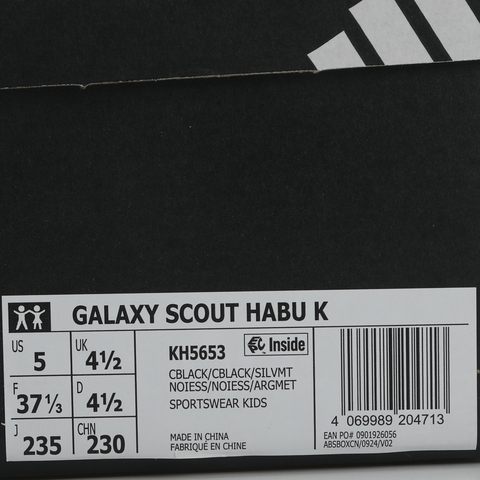 GALAXY SCOUT HABU K
US 5 UK 4½
F 37⅓ D 4½
J 235 CHN 230
KH5653 Inside
CBLACK/CBLACK/SILVMT
NOIESS/NOIESS/ARGMET
SPORTSWEAR KIDS
MADE IN CHINA
FABRIQUÉ EN CHINE
4 069989 204713
EAN PO# 0901926056
ABSBOXCN/0924/V02